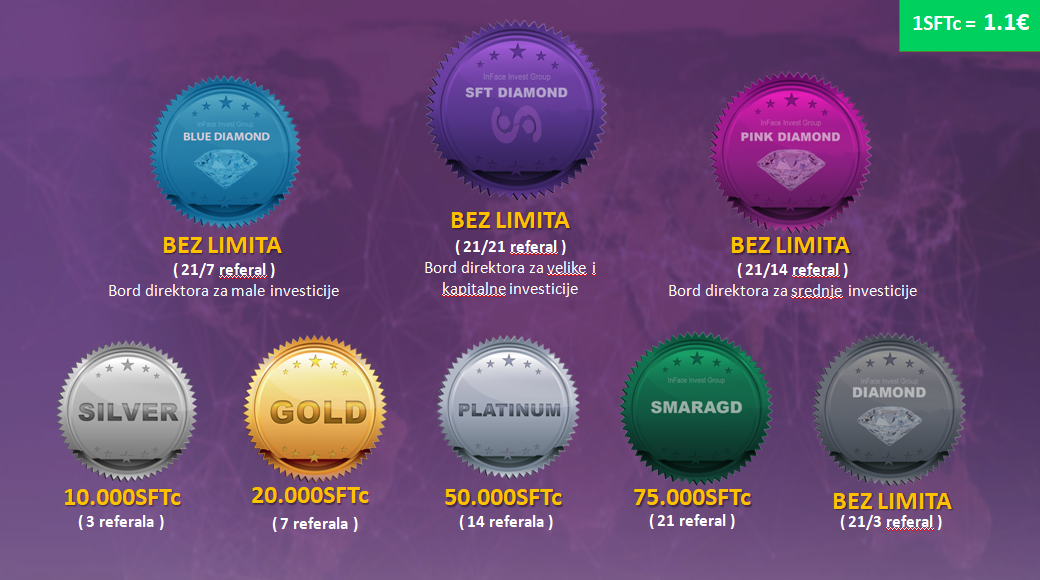 1SFTc = 1.1€
InFace Invest Group
SFT DIAMOND
BEZ LIMITA
( 21/21 referal )
Bord direktora za velike i
kapitalne investicije
InFace Invest Group
BLUE DIAMOND
BEZ LIMITA
( 21/7 referal )
Bord direktora za male investicije
InFace Invest Group
PINK DIAMOND
BEZ LIMITA
( 21/14 referal )
Bord direktora za srednje investicije
SILVER
10.000SFTc
( 3 referala )
GOLD
20.000SFTc
( 7 referala )
PLATINUM
50.000SFTc
( 14 referala )
InFace Invest Group
SMARAGD
75.000SFTc
( 21 referal )
InFace Invest Group
DIAMOND
BEZ LIMITA
( 21/3 referal )